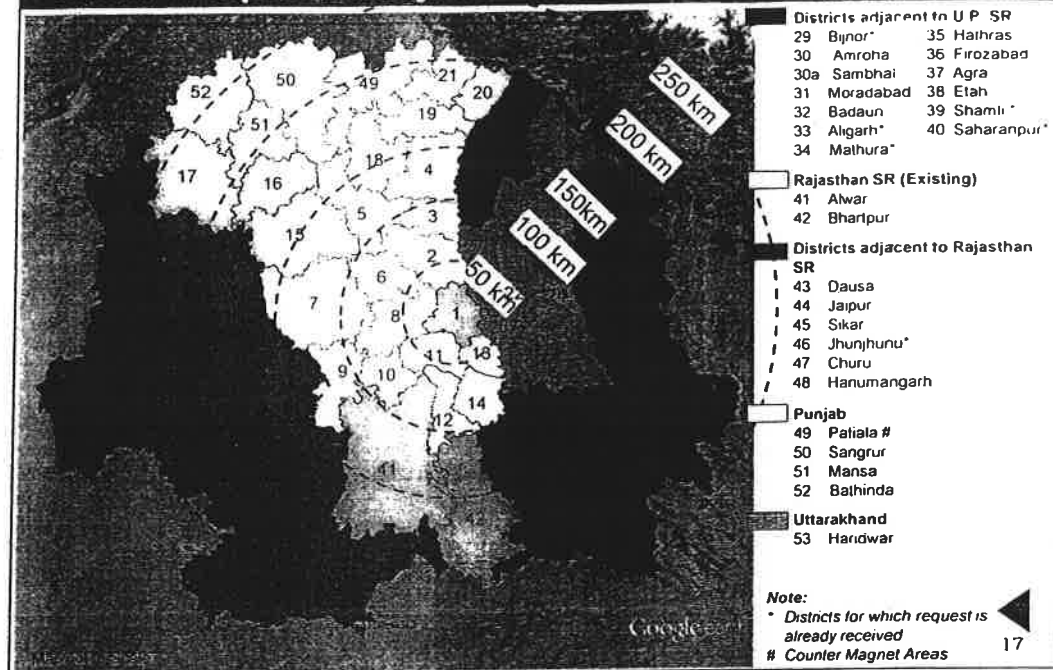 50
52
49
21
20
51
19
18
17
16
4
5
3
15
2
6
7
8
1
11
13
9
10
14
12
41
250 km
200 km
150km
100 km
50 km
Google
Districts adjacent to U P SR
29 Bijnor*
30 Amroha
30a Sambhal
31 Moradabad
32 Badaun
33 Aligarh*
34 Mathura*
35 Hathras
36 Firozabad
37 Agra
38 Etah
39 Shamli *
40 Saharanpur*
Rajasthan SR (Existing)
41 Alwar
42 Bhartpur
Districts adjacent to Rajasthan
SR
43 Dausa
44 Jaipur
45 Sikar
46 Jhunjhunu*
47 Churu
48 Hanumangarh
Punjab
49 Patiala #
50 Sangrur
51 Mansa
52 Bathinda
Uttarakhand
53 Haridwar
Note:
* Districts for which request is
already received
# Counter Magnet Areas
17